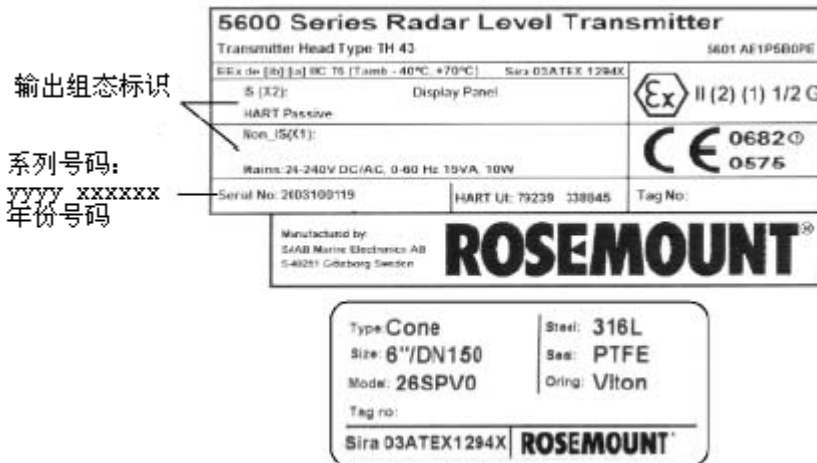 5600 Series Radar Level Transmitter
Transmitter Head Type TH 43
5601 AE1P5B0PE
EEx de [ib] [ia] IIC T6 (Tamb - 40°C, +70°C) Sira 03ATEX 1294X
IS (X2): Display Panel
HART Passive
Ex II (2) (1) 1/2 G
输出组态标识
Non_IS(X1):
Mains: 24-240V DC/AC, 0-60 Hz 15VA, 10W
CE 0682
0575
系列号码:
yyyy xxxxxx
年份号码
Serial No: 2603100119
HART UI: 79239 338845
Tag No:
Manufactured by:
SAAB Marine Electronics AB
Göteborg Sweden
ROSEMOUNT®
Type: Cone
Steel: 316L
Size: 6"/DN150
Seal: PTFE
Model: 26SPV0
Oring: Viton
Tag no:
Sira 03ATEX1294X
ROSEMOUNT